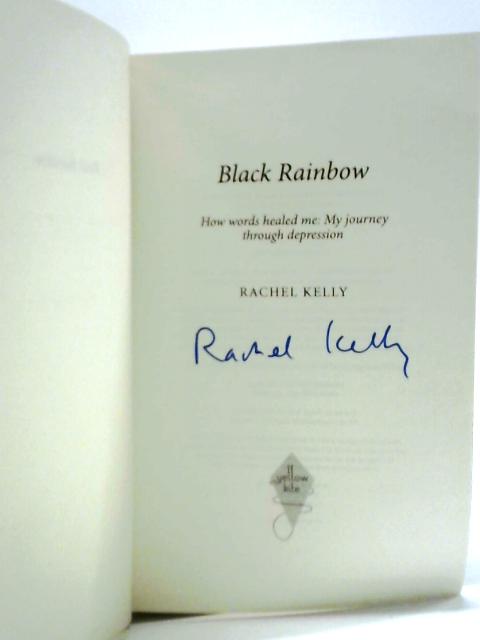 Black Rainbow
How words healed me: My journey
through depression
RACHEL KELLY
Rachel Kelly
yellow
kite